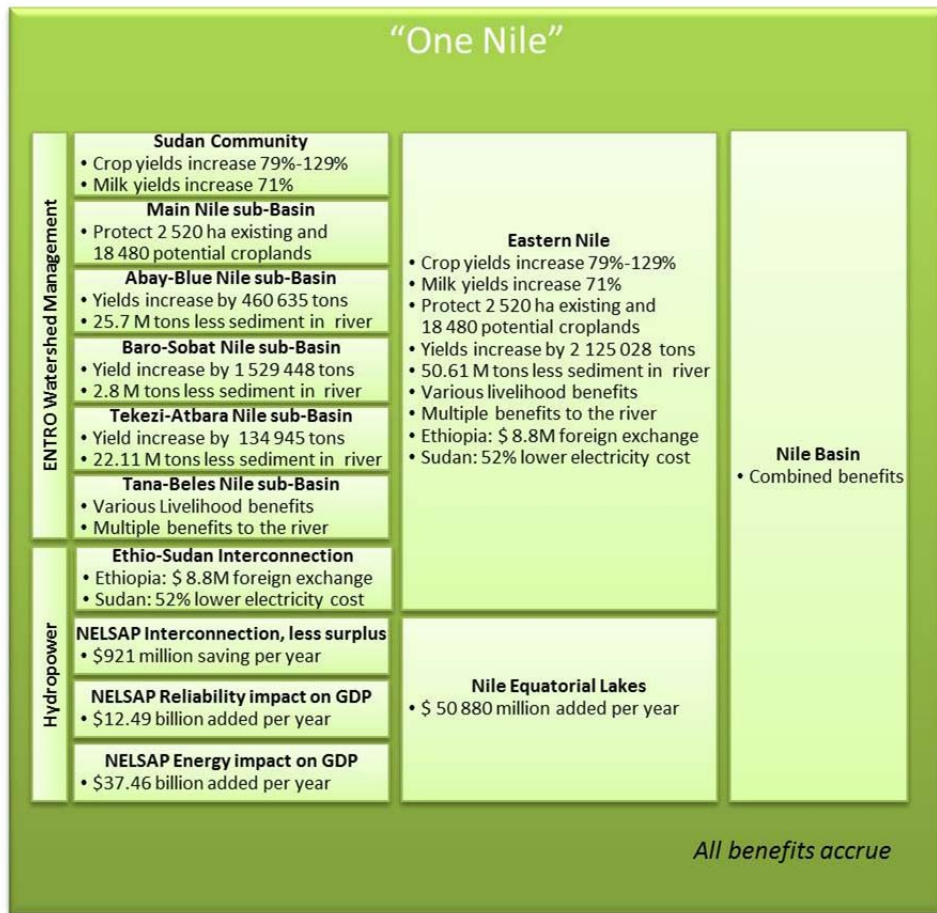 “One Nile”
ENTRO Watershed Management
Sudan Community
• Crop yields increase 79%-129%
• Milk yields increase 71%
Main Nile sub-Basin
• Protect 2 520 ha existing and
18 480 potential croplands
Abay-Blue Nile sub-Basin
• Yields increase by 460 635 tons
• 25.7 M tons less sediment in river
Baro-Sobat Nile sub-Basin
• Yield increase by 1 529 448 tons
• 2.8 M tons less sediment in river
Tekezi-Atbara Nile sub-Basin
• Yield increase by 134 945 tons
• 22.11 M tons less sediment in river
Tana-Beles Nile sub-Basin
• Various Livelihood benefits
• Multiple benefits to the river
Hydropower
Ethio-Sudan Interconnection
• Ethiopia: $ 8.8M foreign exchange
• Sudan: 52% lower electricity cost
NELSAP Interconnection, less surplus
• $921 million saving per year
NELSAP Reliability impact on GDP
• $12.49 billion added per year
NELSAP Energy impact on GDP
• $37.46 billion added per year
Eastern Nile
• Crop yields increase 79%-129%
• Milk yields increase 71%
• Protect 2 520 ha existing and
18 480 potential croplands
• Yields increase by 2 125 028 tons
• 50.61 M tons less sediment in river
• Various livelihood benefits
• Multiple benefits to the river
• Ethiopia: $ 8.8M foreign exchange
• Sudan: 52% lower electricity cost
Nile Equatorial Lakes
• $ 50 880 million added per year
Nile Basin
• Combined benefits
All benefits accrue